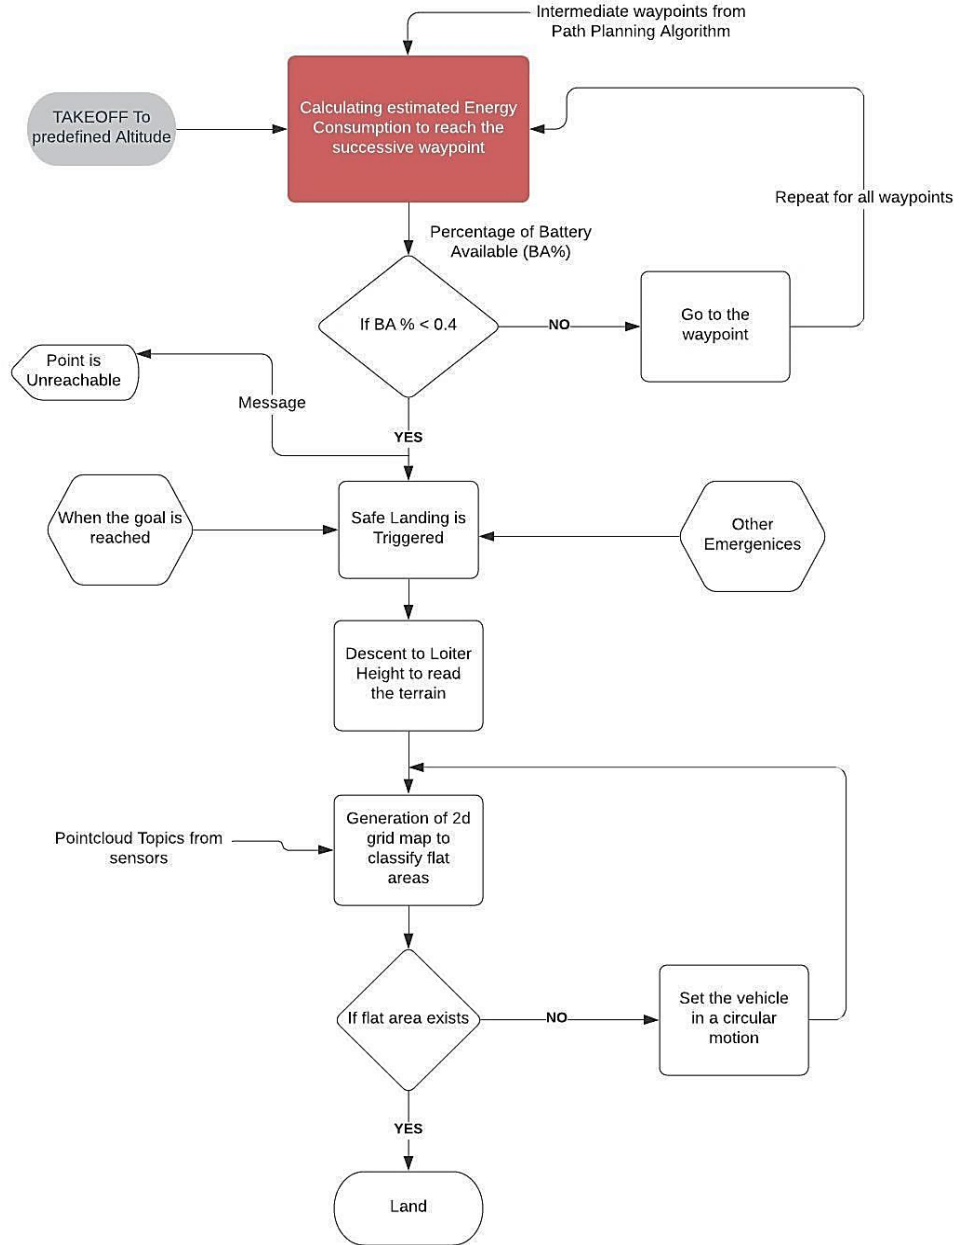 Intermediate waypoints from
Path Planning Algorithm
TAKEOFF To
predefined Altitude
Calculating estimated Energy
Consumption to reach the
successive waypoint
Repeat for all waypoints
Percentage of Battery
Available (BA%)
If BA % < 0.4
NO
Go to the
waypoint
Point is
Unreachable
Message
YES
When the goal is
reached
Safe Landing is
Triggered
Other
Emergenices
Descent to Loiter
Height to read
the terrain
Pointcloud Topics from
sensors
Generation of 2d
grid map to
classify flat
areas
If flat area exists
NO
Set the vehicle
in a circular
motion
YES
Land